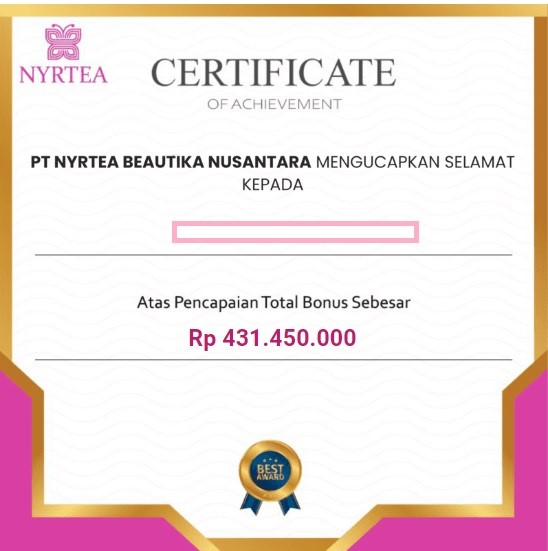 NYRTEA
CERTIFICATE
OF ACHIEVEMENT
PT NYRTEA BEAUTIKA NUSANTARA MENGUCAPKAN SELAMAT
KEPADA
Atas Pencapaian Total Bonus Sebesar
Rp 431.450.000
BEST
AWARD